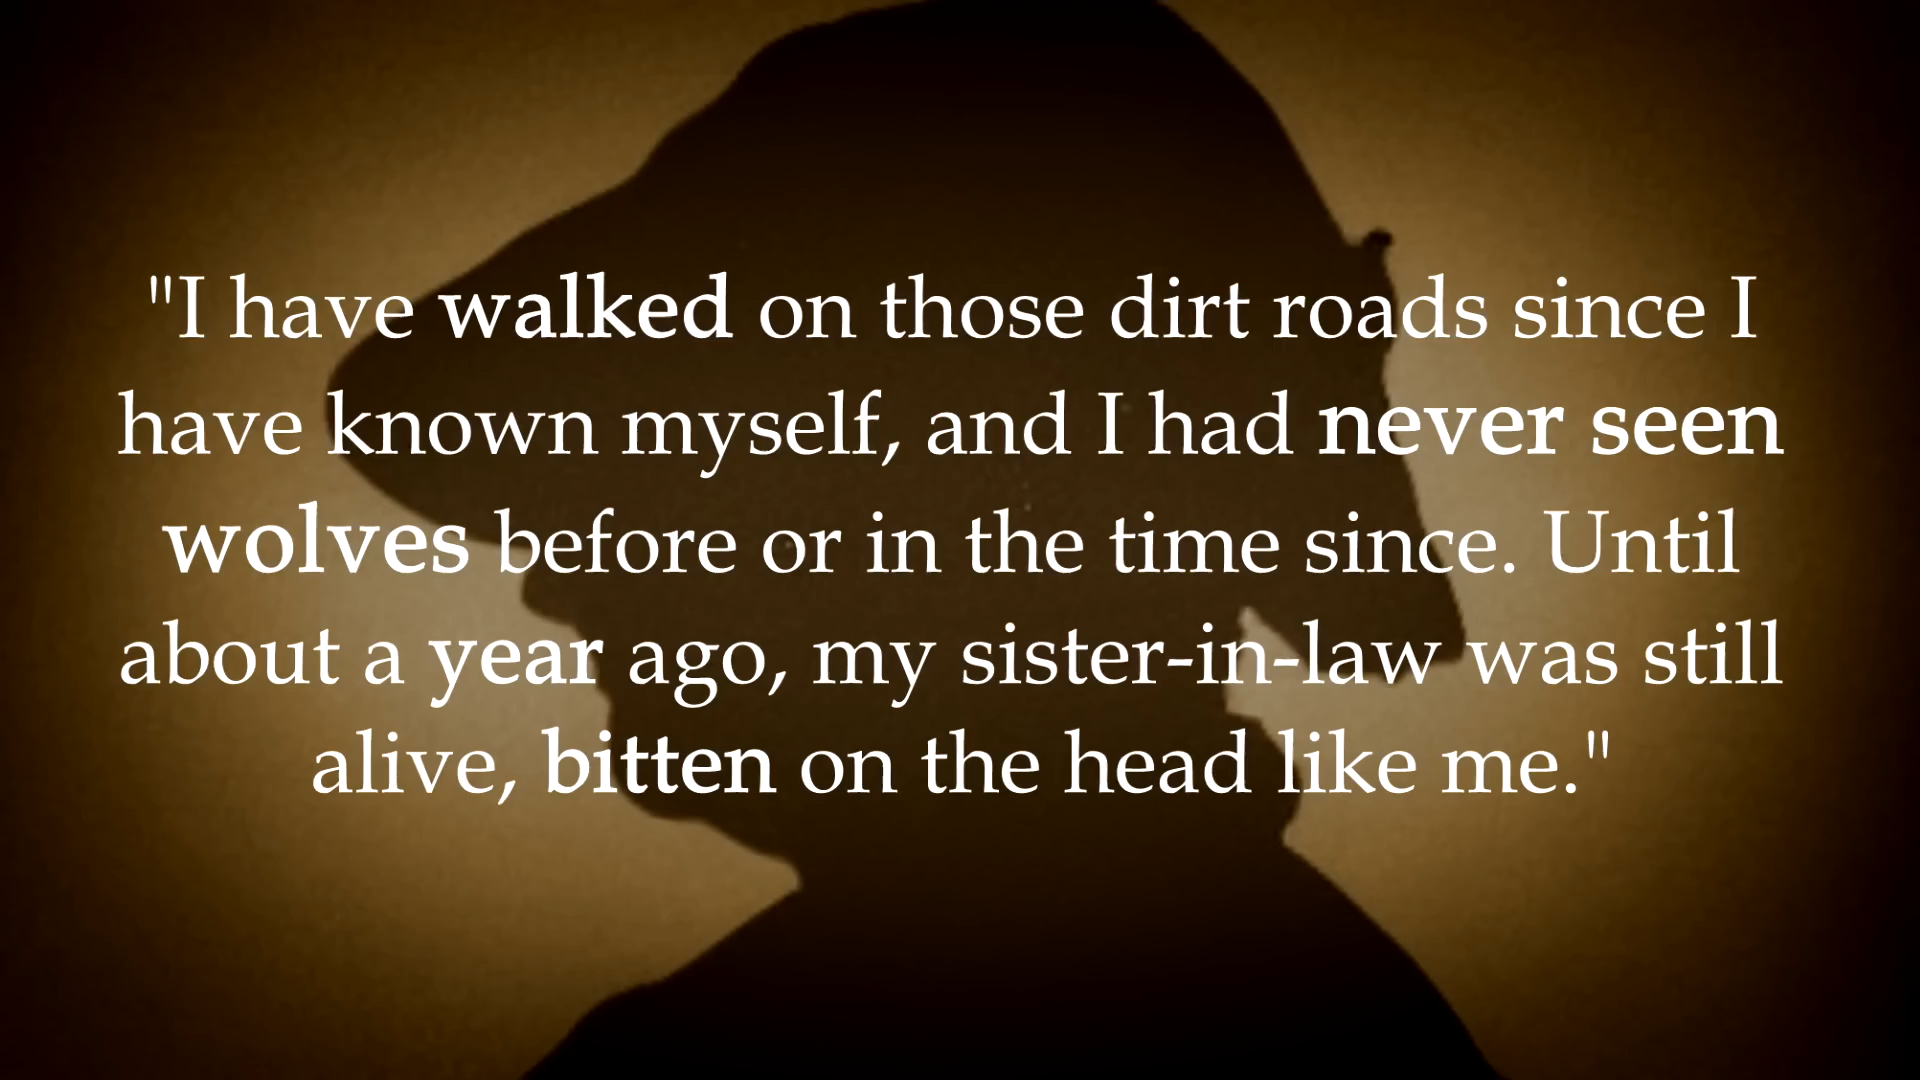 "I have walked on those dirt roads since I
have known myself, and I had never seen
wolves before or in the time since. Until
about a year ago, my sister-in-law was still
alive, bitten on the head like me."